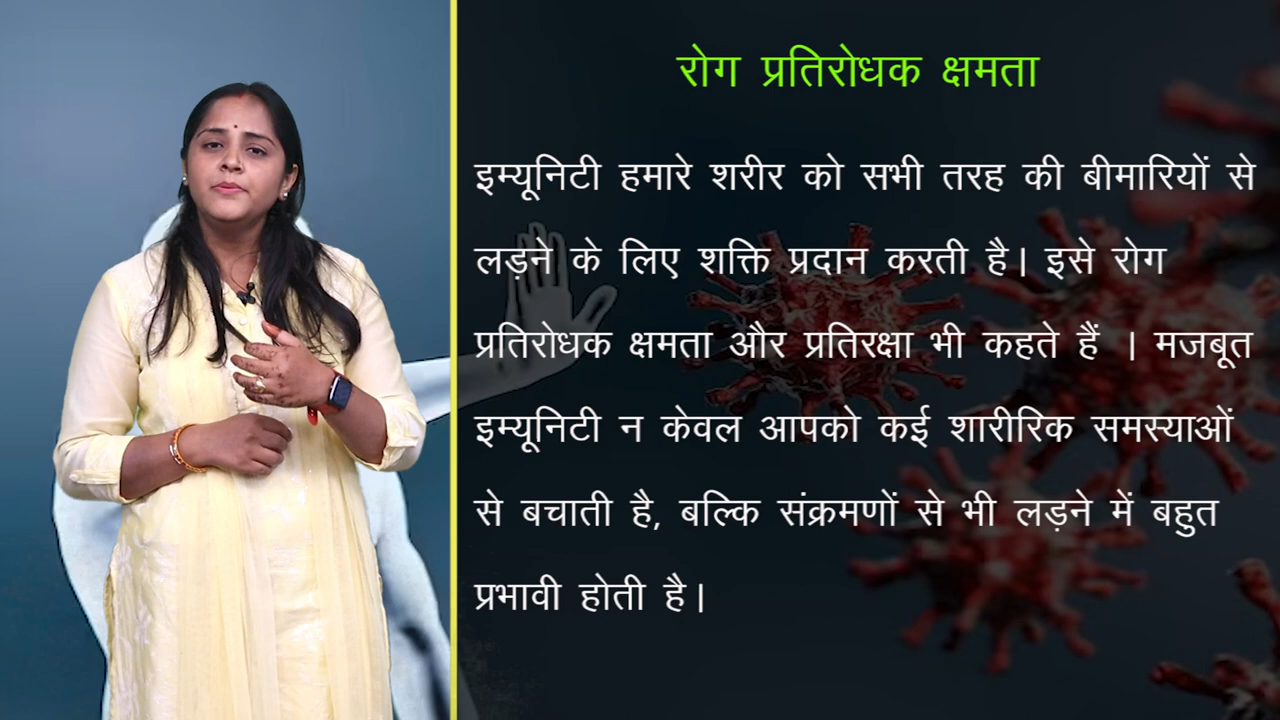 रोग प्रतिरोधक क्षमता
इम्यूनिटी हमारे शरीर को सभी तरह की बीमारियों से
लड़ने के लिए शक्ति प्रदान करती है। इसे रोग
प्रतिरोधक क्षमता और प्रतिरक्षा भी कहते हैं । मजबूत
इम्यूनिटी न केवल आपको कई शारीरिक समस्याओं
से बचाती है, बल्कि संक्रमणों से भी लड़ने में बहुत
प्रभावी होती है।